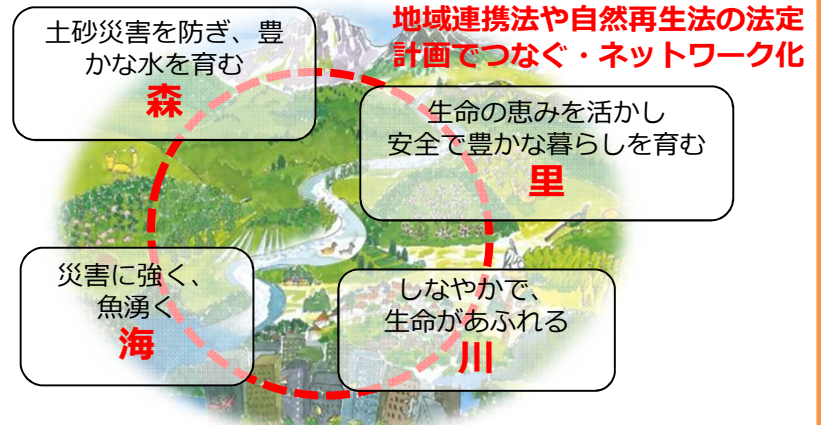 地域連携法や自然再生法の法定
計画でつなぐ・ネットワーク化
土砂災害を防ぎ、豊
かな水を育む
森
生命の恵みを活かし
安全で豊かな暮らしを育む
里
災害に強く、
魚湧く
海
しなやかで、
生命があふれる
川